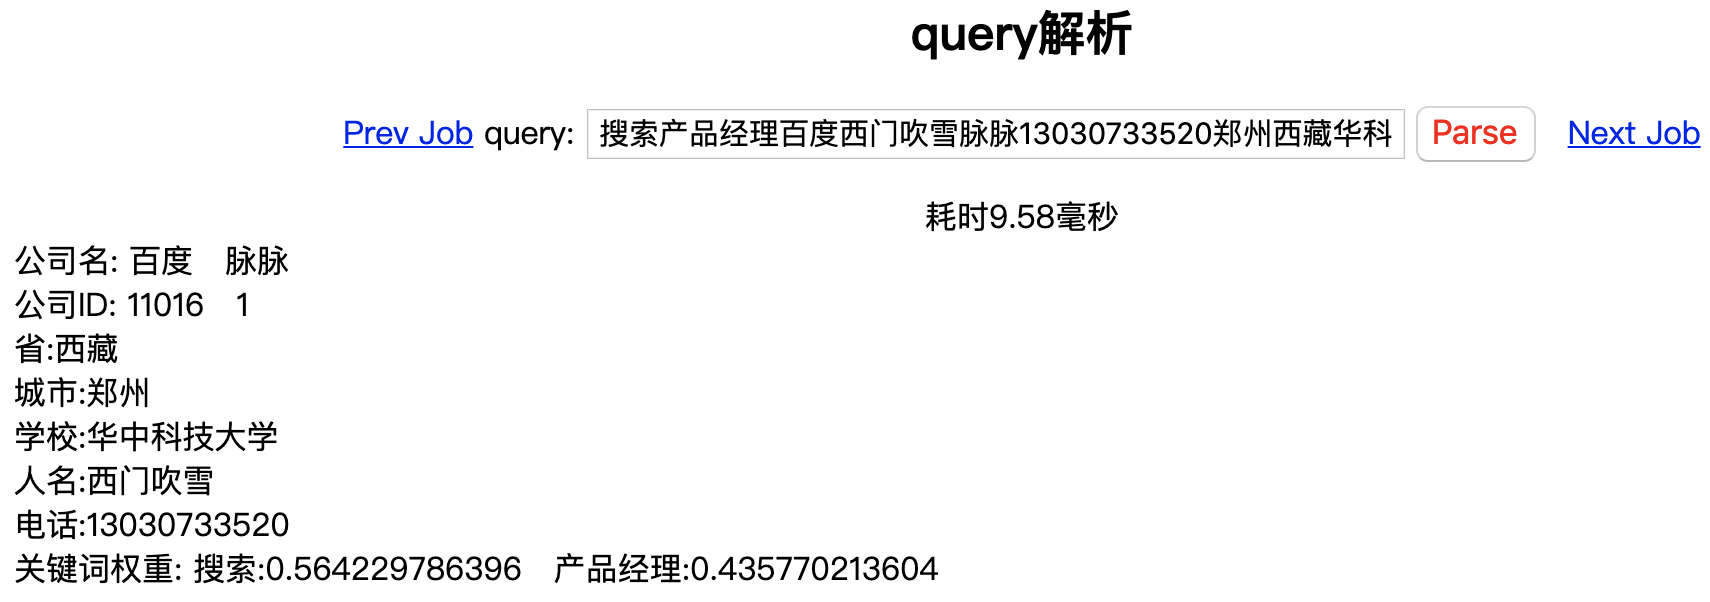 query解析
Prev Job query: 搜索产品经理百度西门吹雪脉脉13030733520郑州西藏华科 Parse Next Job
耗时9.58毫秒
公司名: 百度 脉脉
公司ID: 11016 1
省:西藏
城市:郑州
学校:华中科技大学
人名:西门吹雪
电话:13030733520
关键词权重: 搜索:0.564229786396 产品经理:0.435770213604